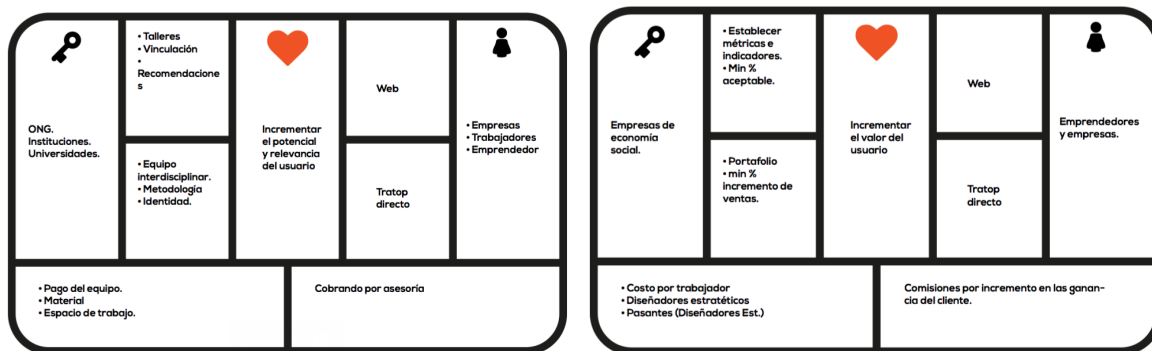 • Talleres
• Vinculación
•
Recomendacione
s
ONG.
Instituciones.
Universidades.
• Equipo
interdisciplinar.
• Metodología
• Identidad.
Incrementar
el potencial
y relevancia
del usuario
Web
Tratop
directo
• Empresas
• Trabajadores
• Emprendedor
• Pago del equipo.
• Material
• Espacio de trabajo.
Cobrando por asesoría
• Establecer
métricas e
indicadores.
• Min %
aceptable.
Empresas de
economía
social.
• Portafolio
• min %
incremento de
ventas.
Incrementar
el valor del
usuario
Web
Tratop
directo
Emprendedores
y empresas.
• Costo por trabajador
• Diseñadores estratéticos
• Pasantes (Diseñadores Est.)
Comisiones por incremento en las ganan-
cia del cliente.